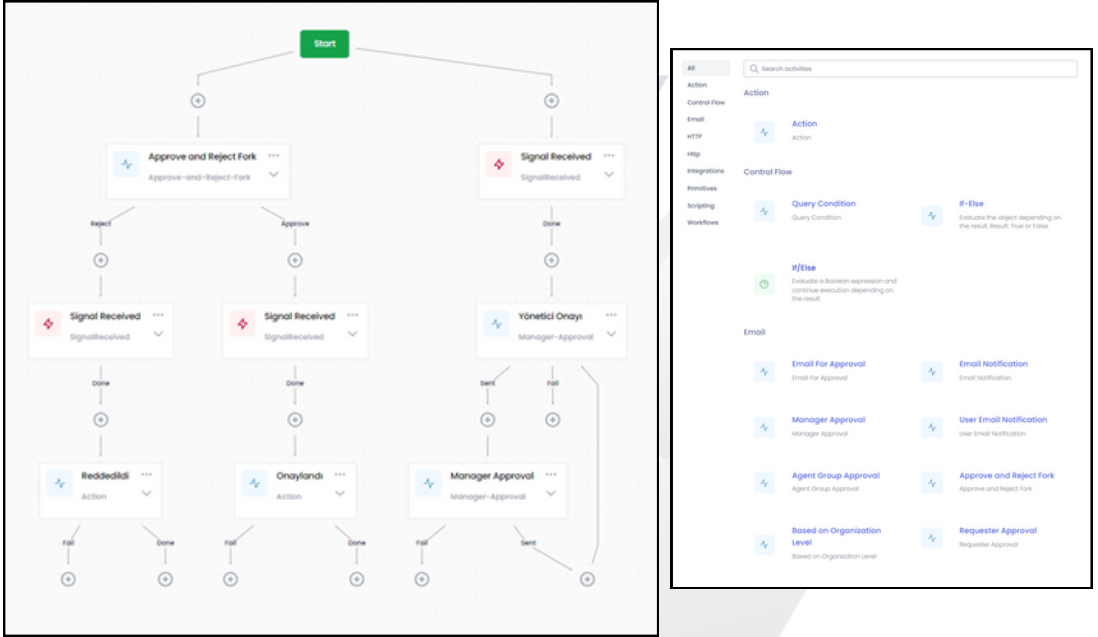 Start
Approve and Reject Fork
Approve-and-Reject-Fork
Signal Received
SignalReceived
Reject
Approve
Done
Signal Received
SignalReceived
Signal Received
SignalReceived
Yönetici Onayı
Manager-Approval
Done
Done
Sent
Fail
Reddedildi
Action
Onaylandı
Action
Manager Approval
Manager-Approval
Fail
Done
Fail
Done
Fail
Sent
All
Action
Control Flow
Email
HTTP
Http
Integrations
Primitives
Scripting
Workflows
Search activities
Action
Action
Action
Control Flow
Query Condition
Query Condition
If-Else
Evaluate the object depending on
the result. Result: True or False
If/Else
Evaluate a Boolean expression and
continue execution depending on
the result.
Email
Email For Approval
Email For Approval
Email Notification
Email Notification
Manager Approval
Manager Approval
User Email Notification
User Email Notification
Agent Group Approval
Agent Group Approval
Approve and Reject Fork
Approve and Reject Fork
Based on Organization
Level
Based on Organization Level
Requester Approval
Requester Approval